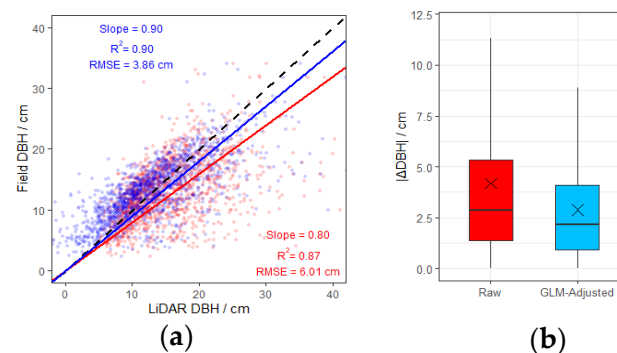 Slope = 0.90
R²= 0.90
RMSE = 3.86 cm
Slope = 0.80
R²= 0.87
RMSE = 6.01 cm
40
30
20
10
0
Field DBH / cm
0
10
20
30
40
LiDAR DBH / cm
(a)
12.5
10.0
7.5
5.0
2.5
0.0
|ΔDBH| / cm
Raw
GLM-Adjusted
(b)